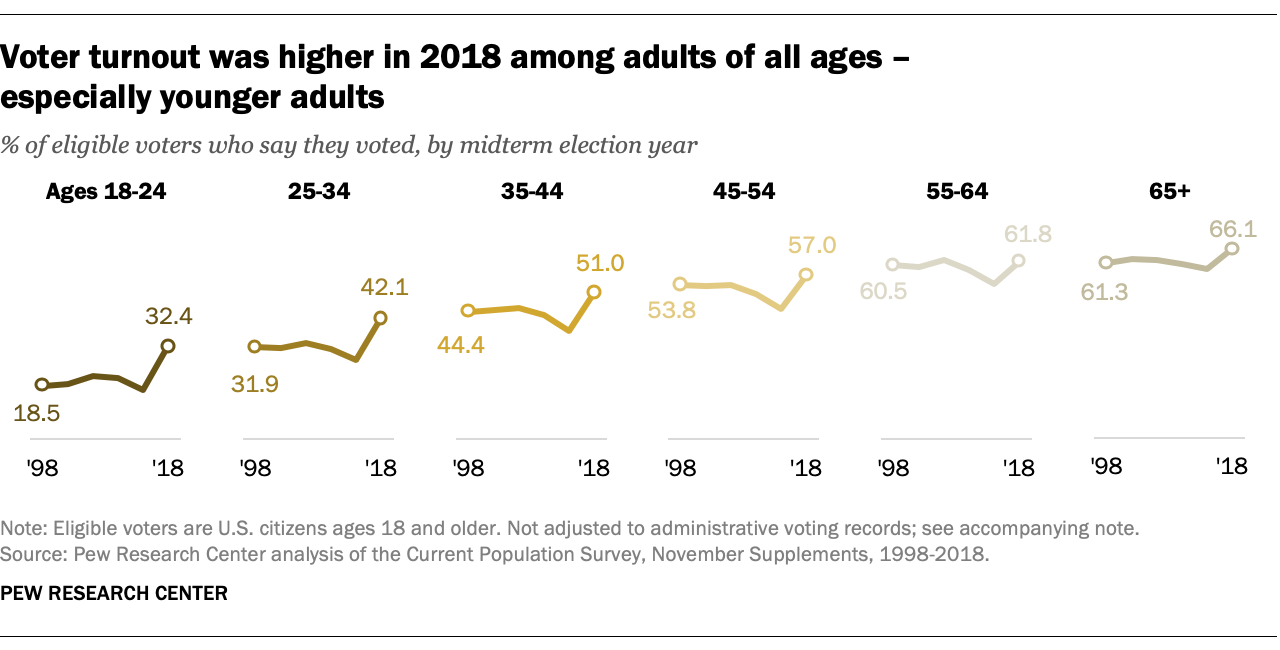 Voter turnout was higher in 2018 among adults of all ages –
especially younger adults
% of eligible voters who say they voted, by midterm election year
Ages 18-24 25-34 35-44 45-54 55-64 65+
32.4 42.1 51.0 57.0 61.8 66.1
18.5 31.9 44.4 53.8 60.5 61.3
'98 '18 '98 '18 '98 '18 '98 '18 '98 '18 '98 '18
Note: Eligible voters are U.S. citizens ages 18 and older. Not adjusted to administrative voting records; see accompanying note.
Source: Pew Research Center analysis of the Current Population Survey, November Supplements, 1998-2018.
PEW RESEARCH CENTER